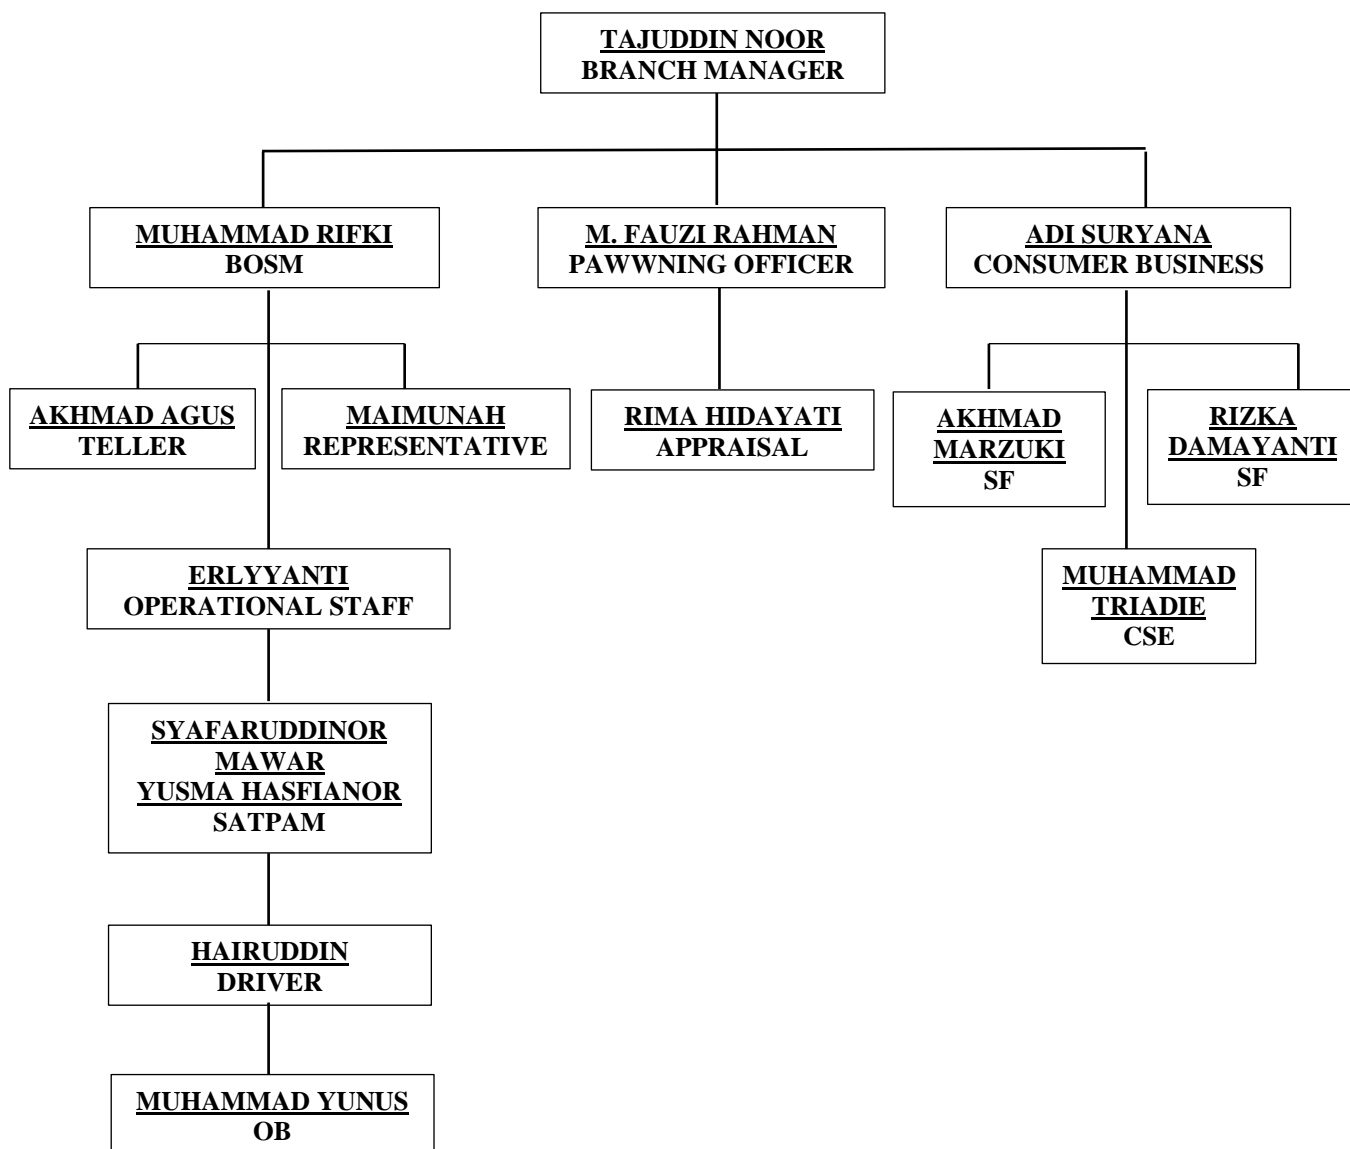 TAJUDDIN NOOR
BRANCH MANAGER
MUHAMMAD RIFKI
BOSM
M. FAUZI RAHMAN
PAWWNING OFFICER
ADI SURYANA
CONSUMER BUSINESS
AKHMAD AGUS
TELLER
MAIMUNAH
REPRESENTATIVE
RIMA HIDAYATI
APPRAISAL
AKHMAD
MARZUKI
SF
RIZKA
DAMAYANTI
SF
ERLYYANTI
OPERATIONAL STAFF
MUHAMMAD
TRIADIE
CSE
SYAFARUDDINOR
MAWAR
YUSMA HASFIANOR
SATPAM
HAIRUDDIN
DRIVER
MUHAMMAD YUNUS
OB